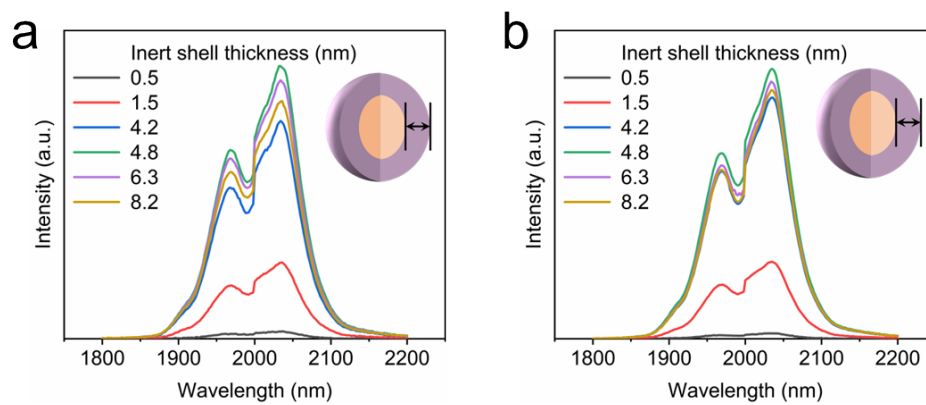 a
Inert shell thickness (nm)
0.5
1.5
4.2
4.8
6.3
8.2
Intensity (a.u.)
1800 1900 2000 2100 2200
Wavelength (nm)
b
Inert shell thickness (nm)
0.5
1.5
4.2
4.8
6.3
8.2
Intensity (a.u.)
1800 1900 2000 2100 2200
Wavelength (nm)